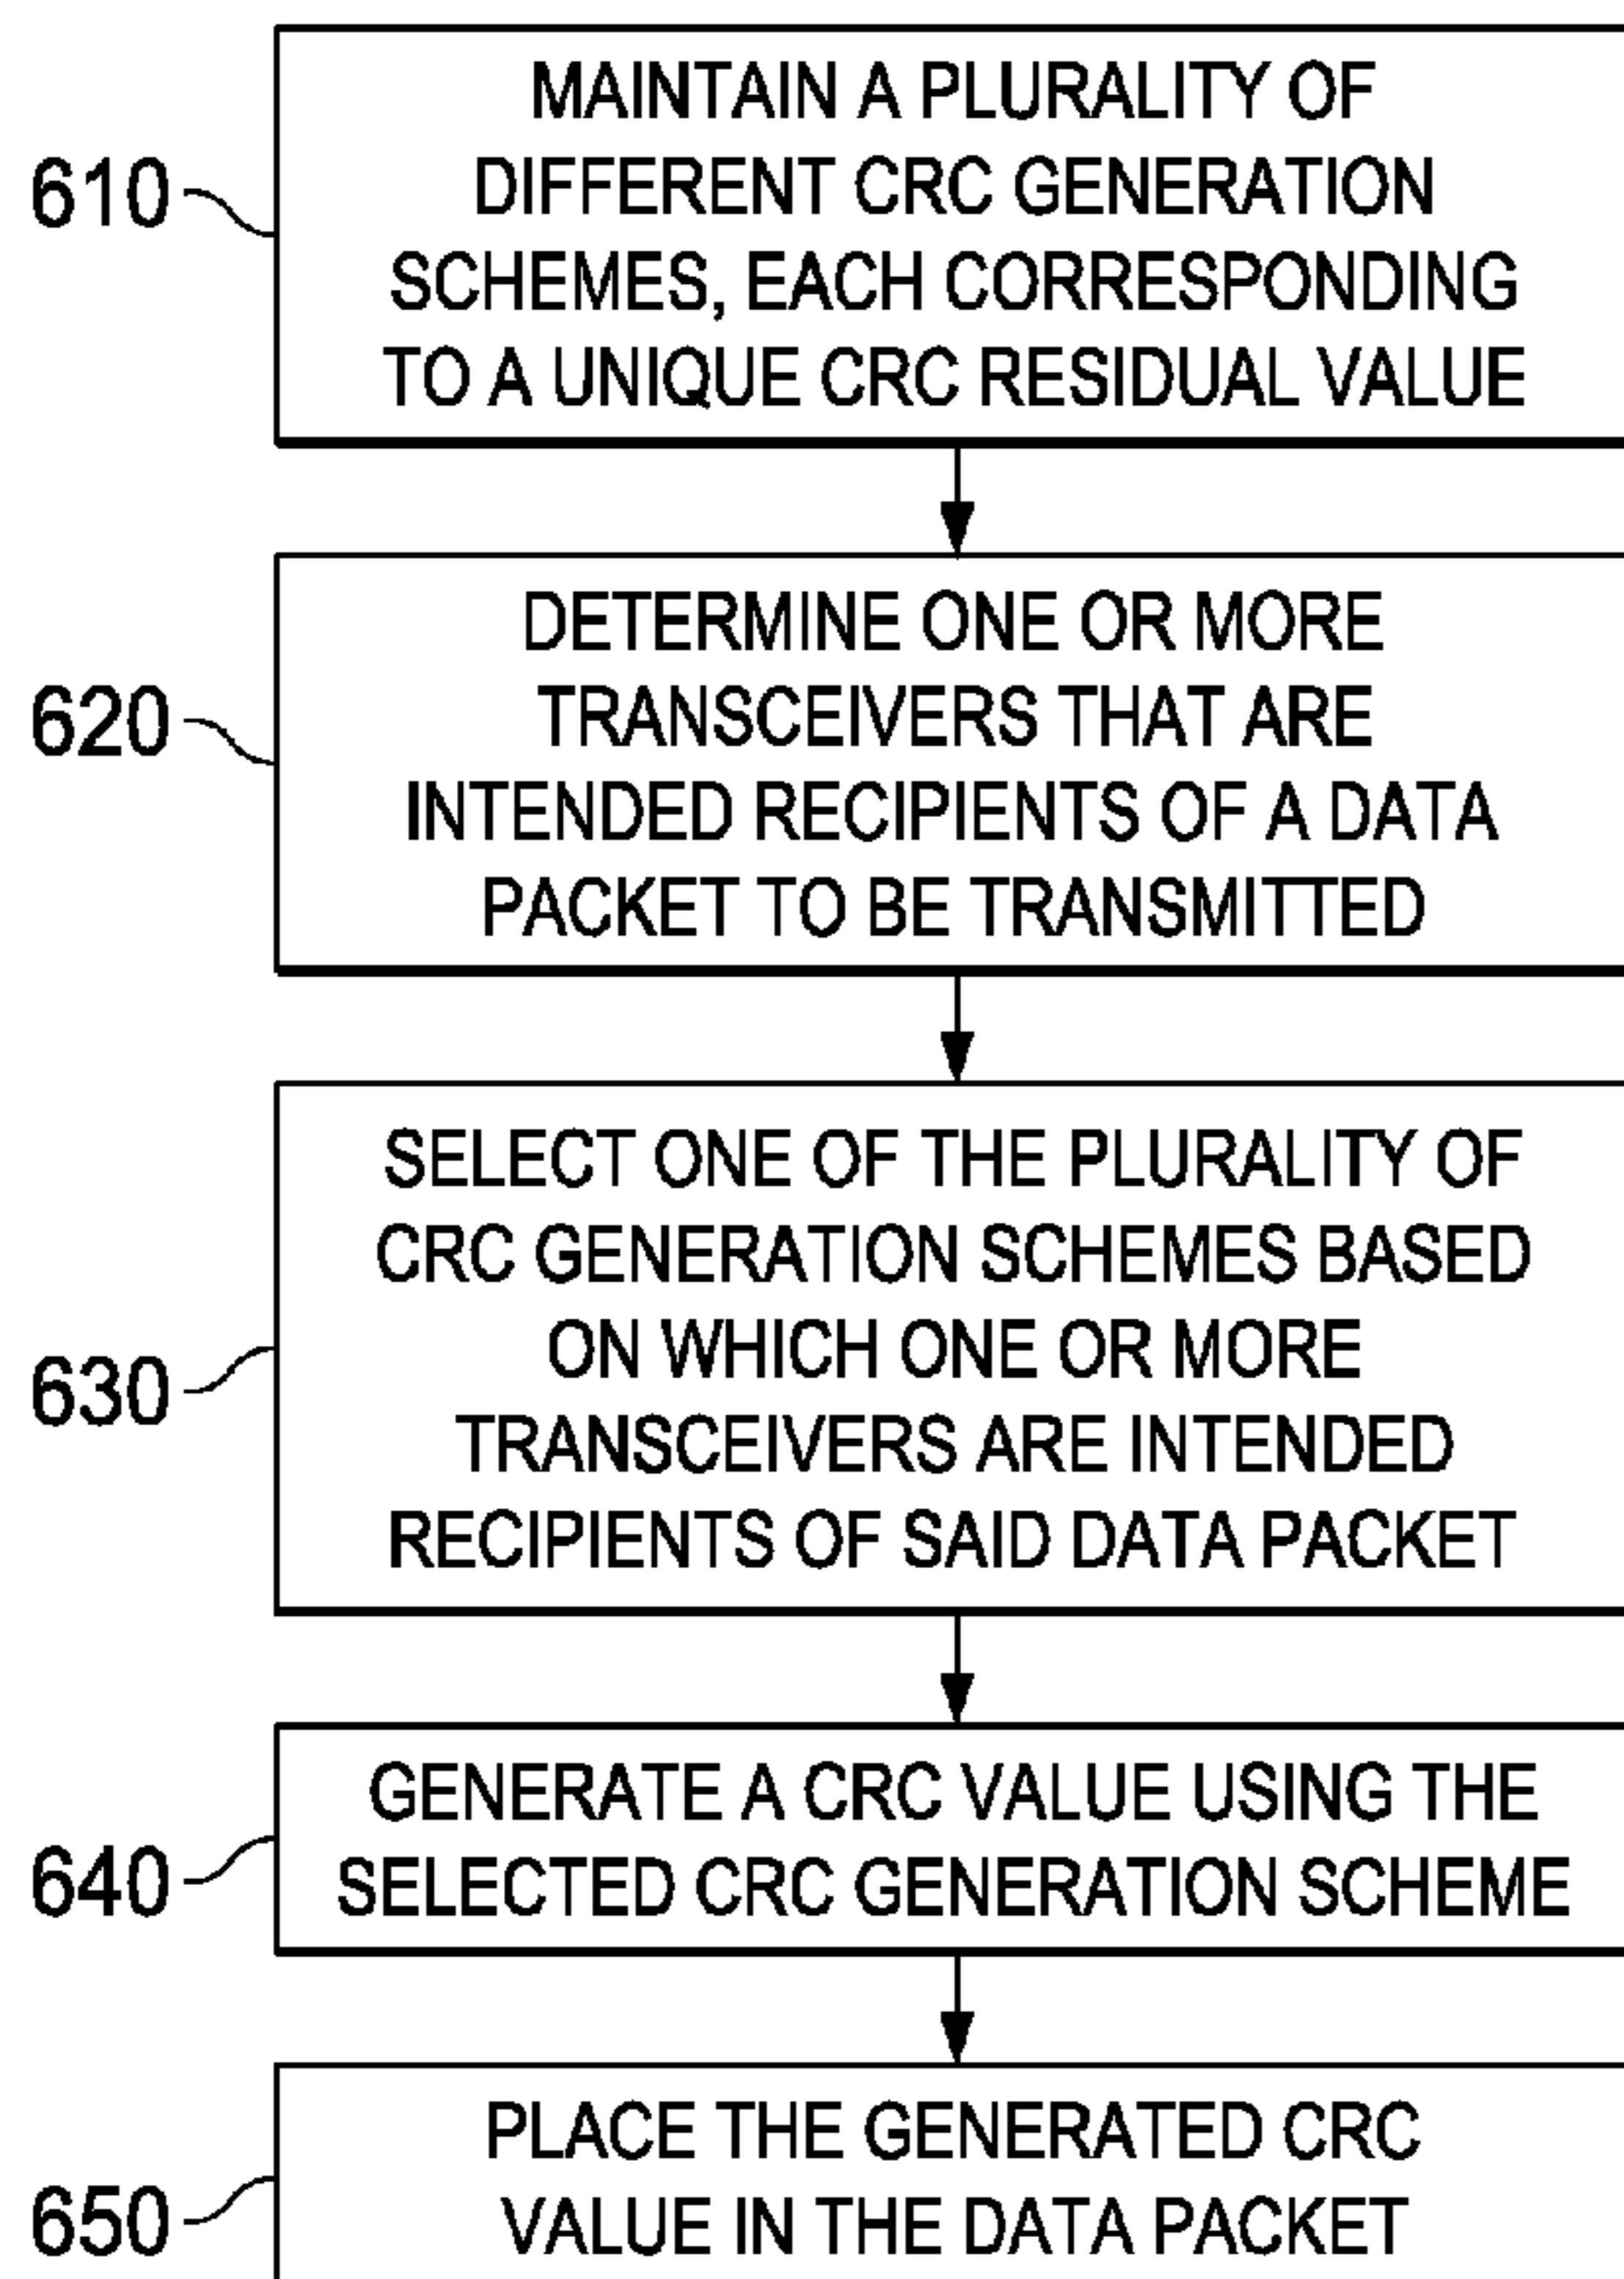 MAINTAIN A PLURALITY OF
DIFFERENT CRC GENERATION
SCHEMES, EACH CORRESPONDING
TO A UNIQUE CRC RESIDUAL VALUE
610
DETERMINE ONE OR MORE
TRANSCEIVERS THAT ARE
INTENDED RECIPIENTS OF A DATA
PACKET TO BE TRANSMITTED
620
SELECT ONE OF THE PLURALITY OF
CRC GENERATION SCHEMES BASED
ON WHICH ONE OR MORE
TRANSCEIVERS ARE INTENDED
RECIPIENTS OF SAID DATA PACKET
630
GENERATE A CRC VALUE USING THE
SELECTED CRC GENERATION SCHEME
640
PLACE THE GENERATED CRC
VALUE IN THE DATA PACKET
650